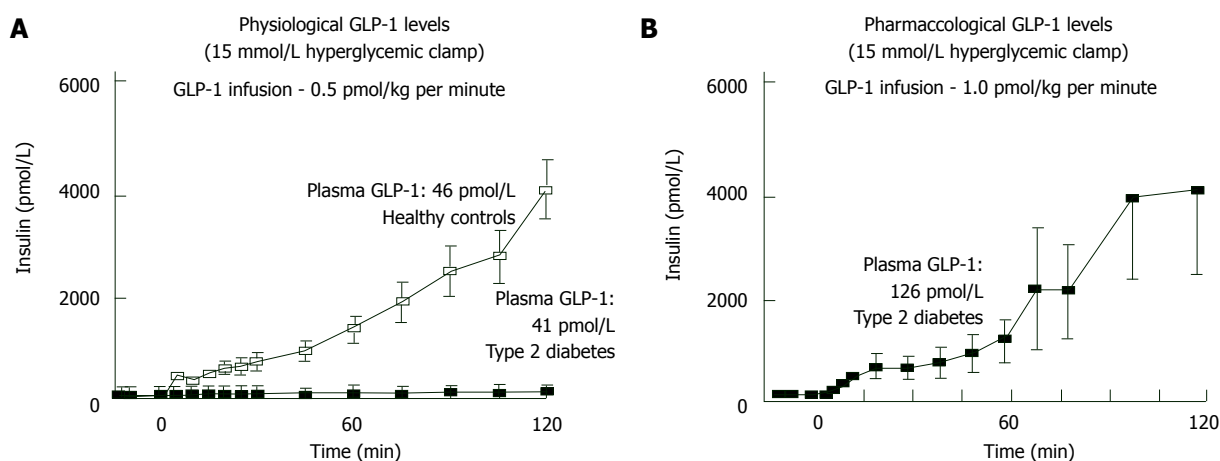 A
Physiological GLP-1 levels
(15 mmol/L hyperglycemic clamp)
GLP-1 infusion - 0.5 pmol/kg per minute
6000
4000
2000
0
Insulin (pmol/L)
Plasma GLP-1: 46 pmol/L
Healthy controls
Plasma GLP-1:
41 pmol/L
Type 2 diabetes
0
60
120
Time (min)
B
Pharmaccological GLP-1 levels
(15 mmol/L hyperglycemic clamp)
GLP-1 infusion - 1.0 pmol/kg per minute
6000
4000
2000
0
Insulin (pmol/L)
Plasma GLP-1:
126 pmol/L
Type 2 diabetes
0
60
120
Time (min)